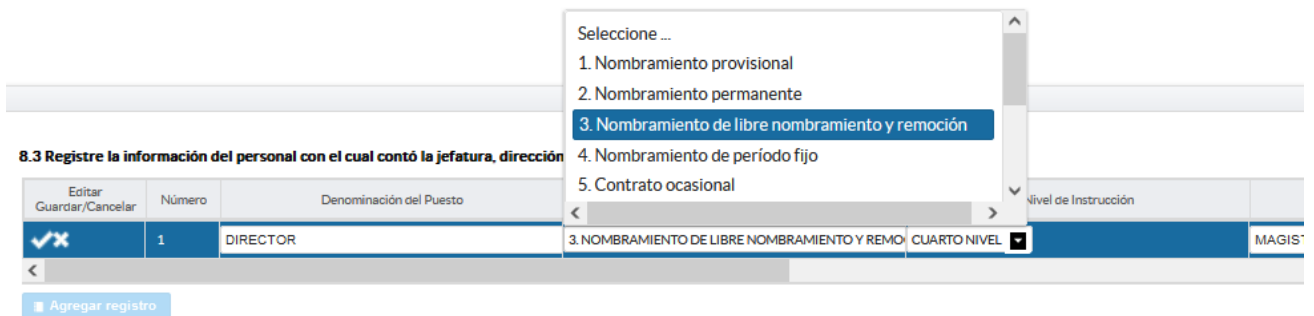 Seleccione ...
1. Nombramiento provisional
2. Nombramiento permanente
3. Nombramiento de libre nombramiento y remoción
4. Nombramiento de período fijo
5. Contrato ocasional
8.3 Registre la información del personal con el cual contó la jefatura, dirección
Editar Guardar/Cancelar Número Denominación del Puesto Nivel de Instrucción
1 DIRECTOR 3. NOMBRAMIENTO DE LIBRE NOMBRAMIENTO Y REMO CUARTO NIVEL MAGIST
Agregar registro